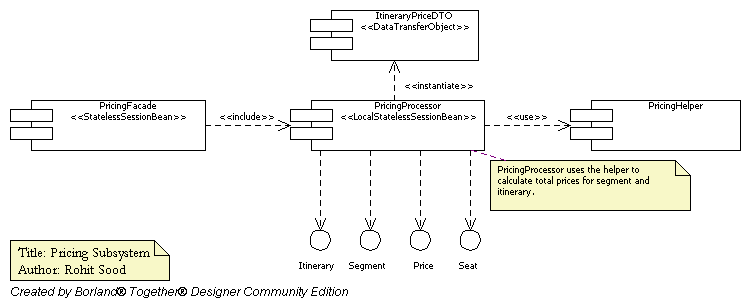 ItineraryPriceDTO
<<DataTransferObject>>
<<instantiate>>
PricingFacade
<<StatelessSessionBean>>
<<include>>
PricingProcessor
<<LocalStatelessSessionBean>>
<<use>>
PricingHelper
PricingProcessor uses the helper to
calculate total prices for segment and
itinerary.
Itinerary
Segment
Price
Seat
Title: Pricing Subsystem
Author: Rohit Sood
Created by Borland® Together® Designer Community Edition